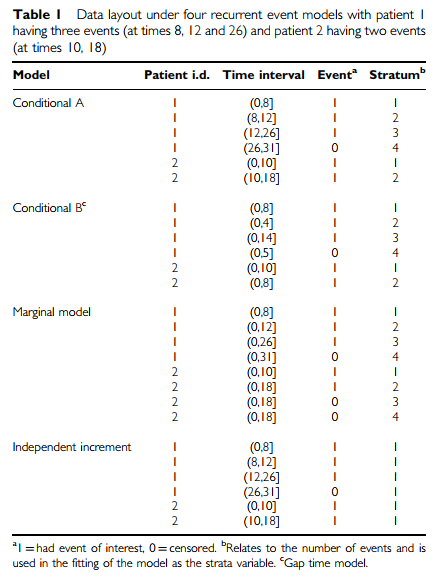 Table 1 Data layout under four recurrent event models with patient 1
having three events (at times 8, 12 and 26) and patient 2 having two events
(at times 10, 18)
Model Patient i.d. Time interval Eventᵃ Stratumᵇ
Conditional A 1 (0,8] 1 1
1 (8,12] 1 2
1 (12,26] 1 3
1 (26,31] 0 4
2 (0,10] 1 1
2 (10,18] 1 2
Conditional Bᶜ 1 (0,8] 1 1
1 (0,4] 1 2
1 (0,14] 1 3
1 (0,5] 0 4
2 (0,10] 1 1
2 (0,8] 1 2
Marginal model 1 (0,8] 1 1
1 (0,12] 1 2
1 (0,26] 1 3
1 (0,31] 0 4
2 (0,10] 1 1
2 (0,18] 1 2
2 (0,18] 0 3
2 (0,18] 0 4
Independent increment 1 (0,8] 1 1
1 (8,12] 1 1
1 (12,26] 1 1
1 (26,31] 0 1
2 (0,10] 1 1
2 (10,18] 1 1
ᵃ1 = had event of interest, 0 = censored. ᵇRelates to the number of events and is
used in the fitting of the model as the strata variable. ᶜGap time model.